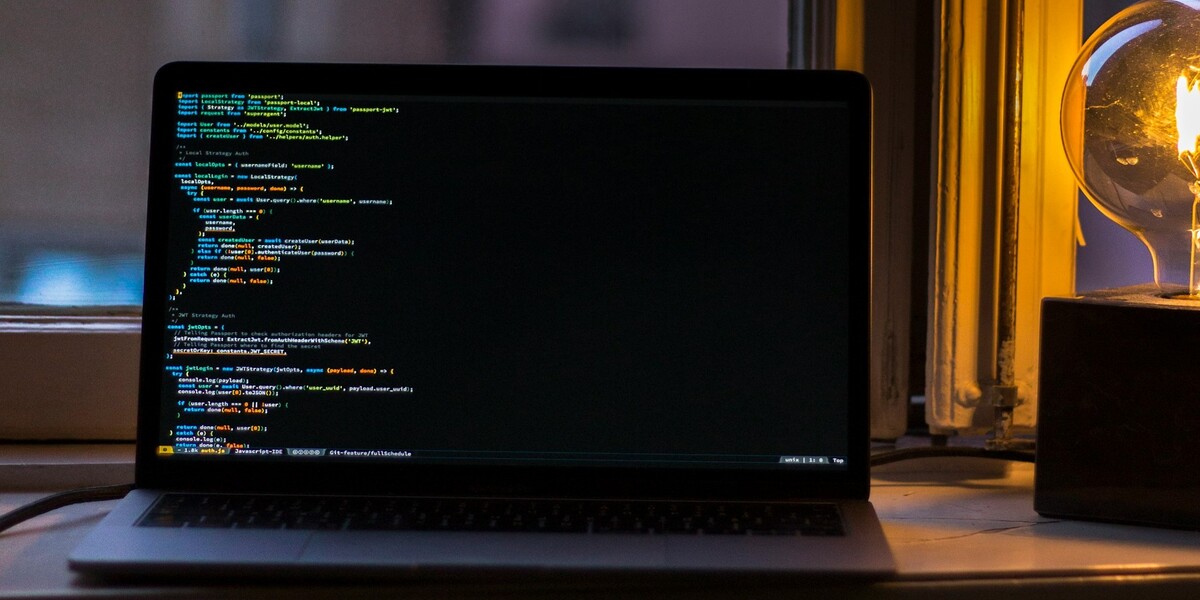 import passport from 'passport';
import LocalStrategy from 'passport-local';
import { Strategy as JWTStrategy, ExtractJwt } from 'passport-jwt';
import request from 'superagent';
import User from '../models/user.model';
import constants from '../config/constants';
import { createUser } from '../helpers/auth.helper';
/**
* Local Strategy Auth
*/
const localOpts = { usernameField: 'username' };
const localLogin = new LocalStrategy(
localOpts,
async (username, password, done) => {
try {
const user = await User.query().where('username', username);
if (user.length === 0) {
const userData = {
username,
password,
};
const createdUser = await createUser(userData);
return done(null, createdUser);
} else if (!user[0].authenticateUser(password)) {
return done(null, false);
}
return done(null, user[0]);
} catch (e) {
return done(null, false);
}
},
);
/**
* JWT Strategy Auth
*/
const jwtOpts = {
// Telling Passport to check authorization headers for JWT
jwtFromRequest: ExtractJwt.fromAuthHeaderWithScheme('JWT'),
// Telling Passport where to find the secret
secretOrKey: constants.JWT_SECRET,
};
const jwtLogin = new JWTStrategy(jwtOpts, async (payload, done) => {
try {
console.log(payload);
const user = await User.query().where('user_uuid', payload.user_uuid);
console.log(user[0].toJSON());
if (user.length === 0 || !user) {
return done(null, false);
}
return done(null, user[0]);
} catch (e) {
console.log(e);
return done(e, false);
- 1.8k auth.js Javascript-IDE Git-feature/fullSchedule unix | 1: 0 Top